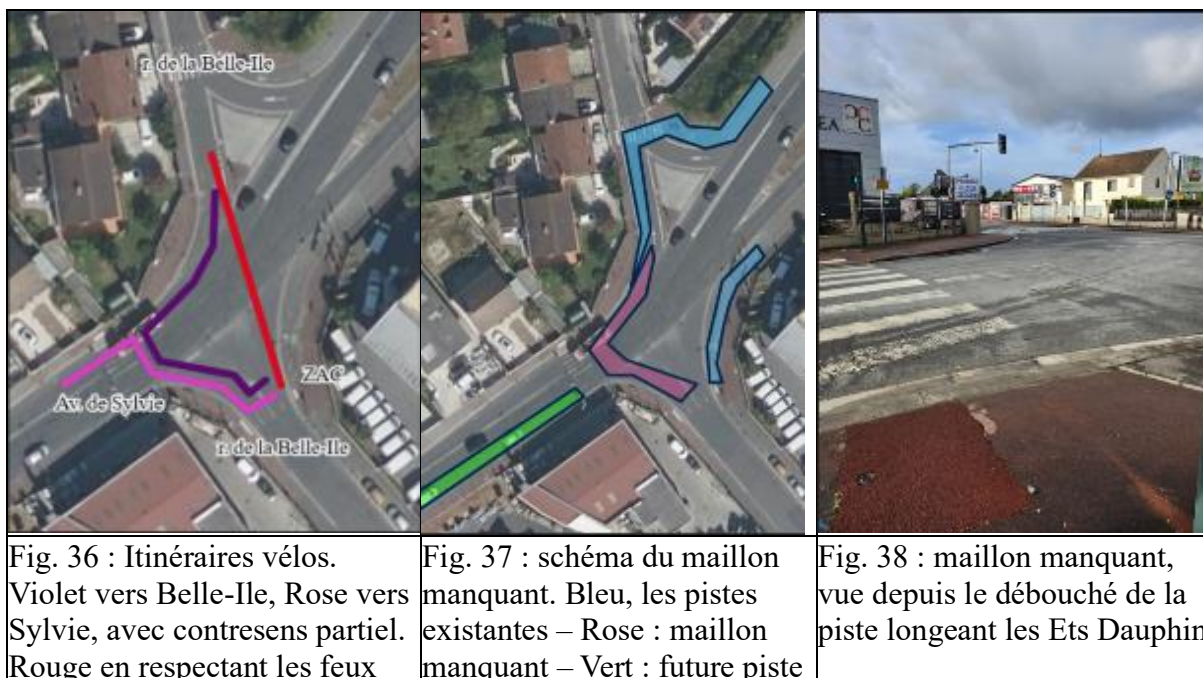 r. de la Belle-Ile
ZAC
Av. de Sylvie
r. de la Belle-Ile
Fig. 36 : Itinéraires vélos.
Violet vers Belle-Ile, Rose vers
Sylvie, avec contresens partiel.
Rouge en respectant les feux
Fig. 37 : schéma du maillon
manquant. Bleu, les pistes
existantes – Rose : maillon
manquant – Vert : future piste
Fig. 38 : maillon manquant,
vue depuis le débouché de la
piste longeant les Ets Dauphin